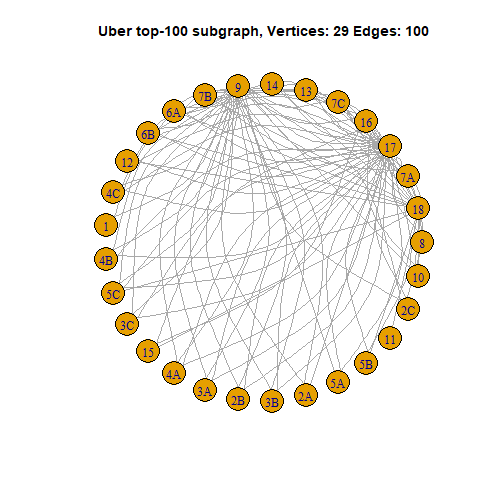 Uber top-100 subgraph, Vertices: 29 Edges: 100
9
14
13
7C
16
17
7A
18
8
10
2C
11
5B
5A
2A
3B
2B
3A
4A
15
3C
5C
4B
1
4C
12
6B
6A
7B